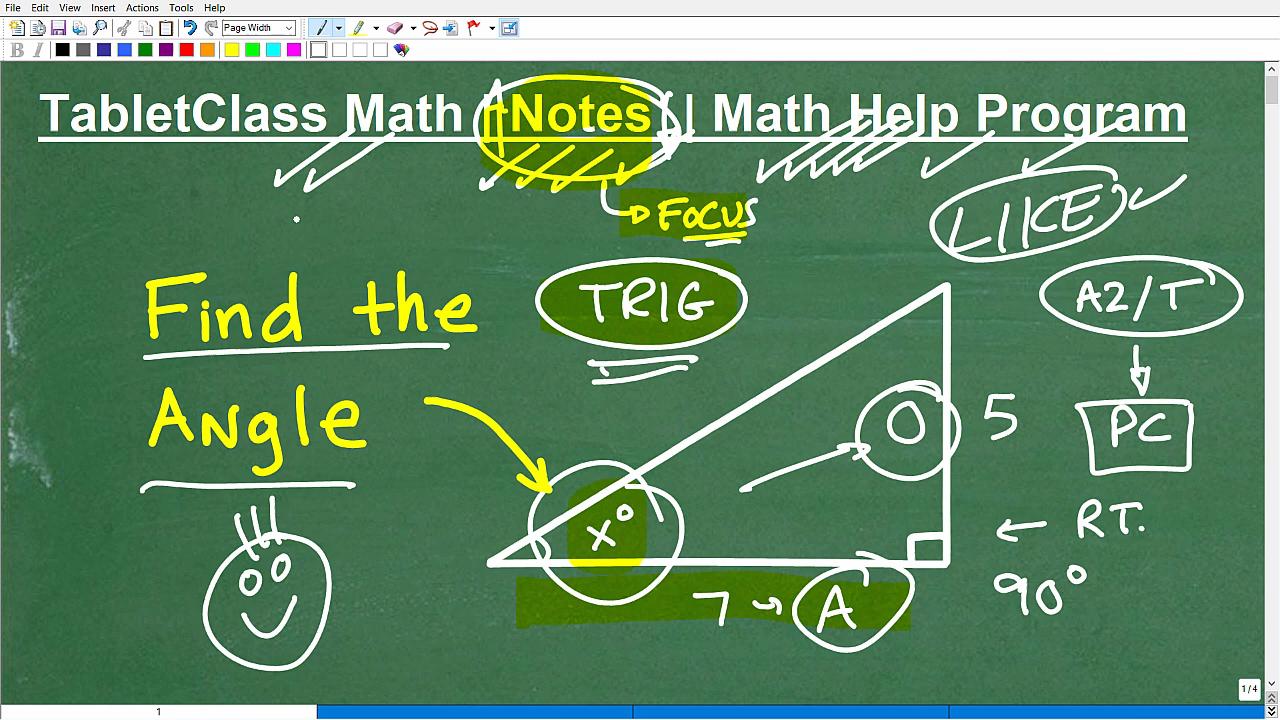 File Edit View Insert Actions Tools Help
Page Width
B I
TabletClass Math | Notes | Math Help Program
FOCUS
LIKE
Find the
Angle
TRIG
A2/T
PC
O 5
x°
← RT.
90°
7 → A
1/4
1